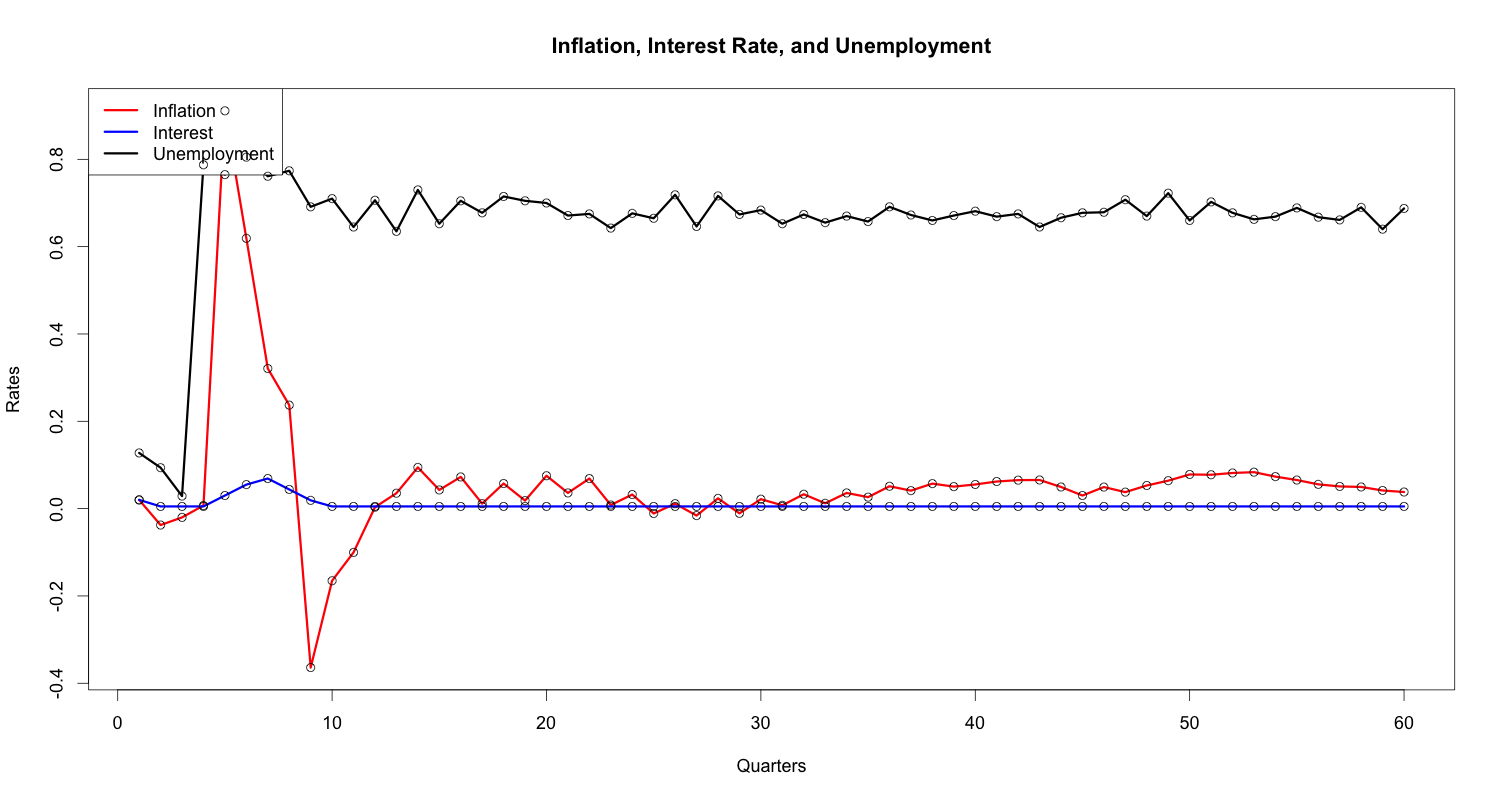 Inflation, Interest Rate, and Unemployment
Inflation
Interest
Unemployment
Rates
0.8
0.6
0.4
0.2
0.0
-0.2
-0.4
0 10 20 30 40 50 60
Quarters